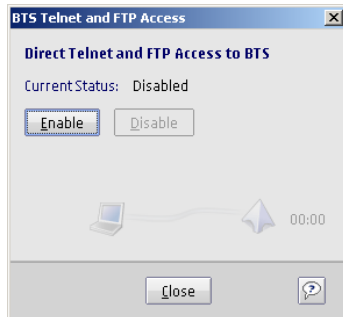 BTS Telnet and FTP Access
Direct Telnet and FTP Access to BTS
Current Status: Disabled
Enable Disable
00:00
Close